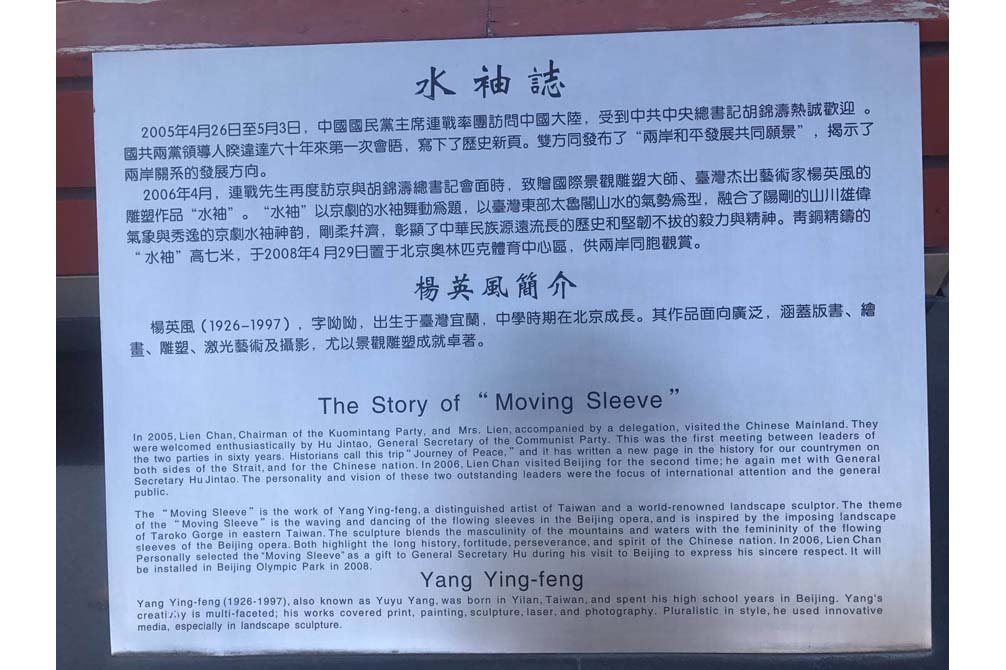 水袖誌
2005年4月26日至5月3日，中國國民黨主席連戰率團訪問中國大陸，受到中共中央總書記胡錦濤熱誠歡迎 。
國共兩黨領導人暌違達六十年來第一次會晤，寫下了歷史新頁。雙方同發布了“兩岸和平發展共同願景”，揭示了
兩岸關系的發展方向。
2006年4月，連戰先生再度訪京與胡錦濤總書記會面時，致贈國際景觀雕塑大師、臺灣杰出藝術家楊英風的
雕塑作品“水袖”。“水袖”以京劇的水袖舞動爲題，以臺灣東部太魯閣山水的氣勢爲型，融合了陽剛的山川雄偉
氣象與秀逸的京劇水袖神韵，剛柔幷濟，彰顯了中華民族源遠流長的歷史和堅韌不拔的毅力與精神。青銅精鑄的
“水袖”高七米，于2008年4月29日置于北京奧林匹克體育中心區，供兩岸同胞觀賞。
楊英風簡介
楊英風（1926–1997），字呦呦，出生于臺灣宜蘭，中學時期在北京成長。其作品面向廣泛，涵蓋版書、繪
畫、雕塑、激光藝術及攝影，尤以景觀雕塑成就卓著。
The Story of “Moving Sleeve”
In 2005, Lien Chan, Chairman of the Kuomintang Party, and Mrs. Lien, accompanied by a delegation, visited the Chinese Mainland. They
were welcomed enthusiastically by Hu Jintao, General Secretary of the Communist Party. This was the first meeting between leaders of
the two parties in sixty years. Historians call this trip “Journey of Peace,” and it has written a new page in the history for our countrymen on
both sides of the Strait, and for the Chinese nation. In 2006, Lien Chan visited Beijing for the second time; he again met with General
Secretary Hu Jintao. The personality and vision of these two outstanding leaders were the focus of international attention and the general
public.
The “Moving Sleeve” is the work of Yang Ying-feng, a distinguished artist of Taiwan and a world-renowned landscape sculptor. The theme
of the “Moving Sleeve” is the waving and dancing of the flowing sleeves in the Beijing opera, and is inspired by the imposing landscape
of Taroko Gorge in eastern Taiwan. The sculpture blends the masculinity of the mountains and waters with the femininity of the flowing
sleeves of the Beijing opera. Both highlight the long history, fortitude, perseverance, and spirit of the Chinese nation. In 2006, Lien Chan
Personally selected the “Moving Sleeve” as a gift to General Secretary Hu during his visit to Beijing to express his sincere respect. It will
be installed in Beijing Olympic Park in 2008.
Yang Ying-feng
Yang Ying-feng (1926-1997), also known as Yuyu Yang, was born in Yilan, Taiwan, and spent his high school years in Beijing. Yang's
creativity is multi-faceted; his works covered print, painting, sculpture, laser, and photography. Pluralistic in style, he used innovative
media, especially in landscape sculpture.